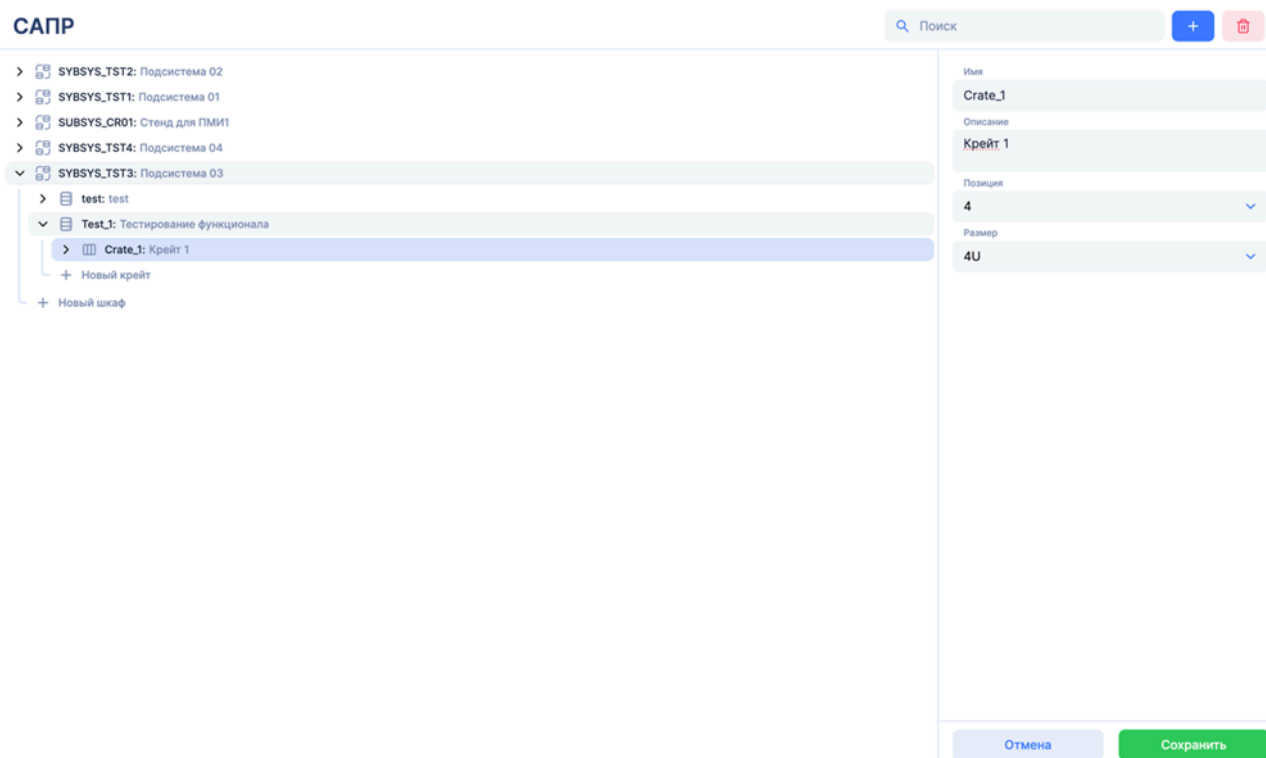 САПР
Поиск
SYBSYS_TST2: Подсистема 02
SYBSYS_TST1: Подсистема 01
SUBSYS_CR01: Стенд для ПМИ1
SYBSYS_TST4: Подсистема 04
SYBSYS_TST3: Подсистема 03
test: test
Test_1: Тестирование функционала
Crate_1: Крейт 1
Новый крейт
Новый шкаф
Имя
Crate_1
Описание
Крейт 1
Позиция
4
Размер
4U
Отмена
Сохранить